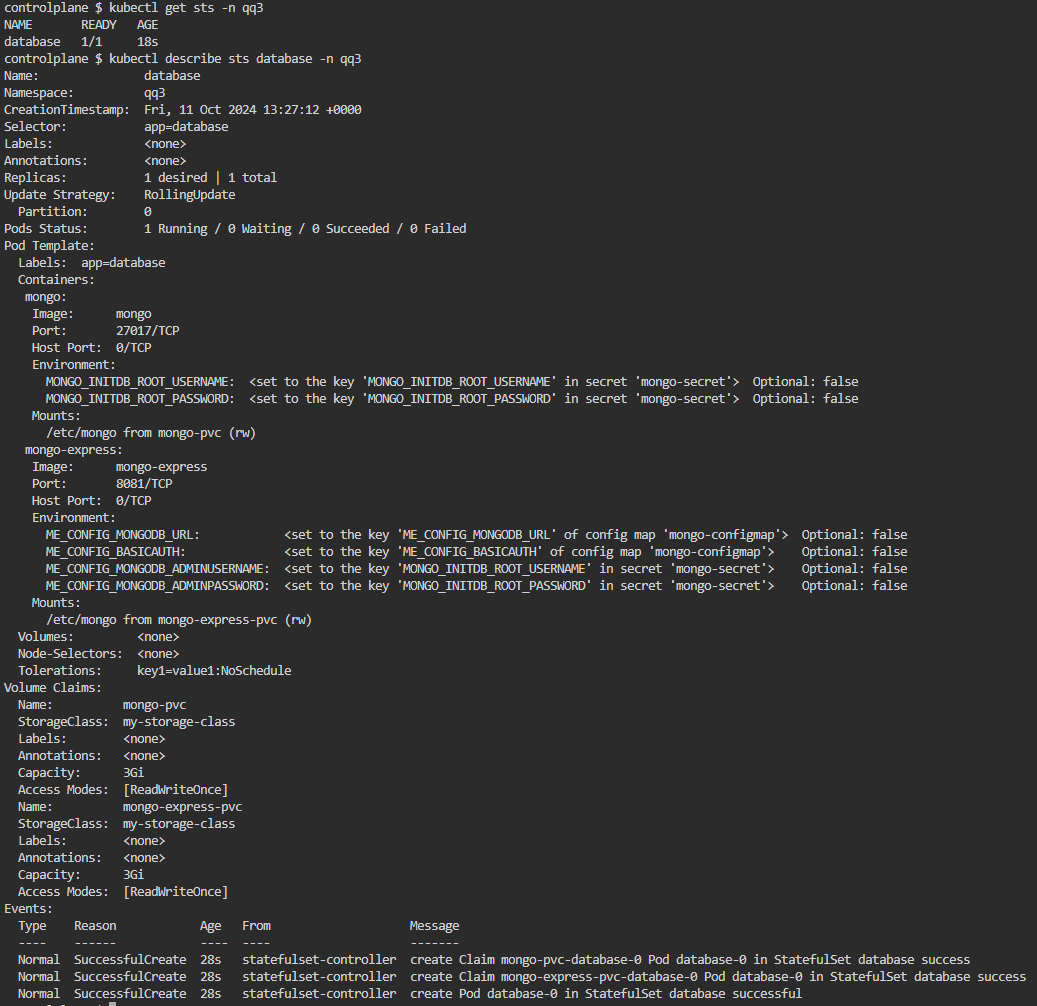 controlplane $ kubectl get sts -n qq3
NAME       READY   AGE
database   1/1     18s
controlplane $ kubectl describe sts database -n qq3
Name:               database
Namespace:          qq3
CreationTimestamp:  Fri, 11 Oct 2024 13:27:12 +0000
Selector:           app=database
Labels:             <none>
Annotations:        <none>
Replicas:           1 desired | 1 total
Update Strategy:    RollingUpdate
  Partition:        0
Pods Status:        1 Running / 0 Waiting / 0 Succeeded / 0 Failed
Pod Template:
  Labels:  app=database
  Containers:
   mongo:
    Image:      mongo
    Port:       27017/TCP
    Host Port:  0/TCP
    Environment:
      MONGO_INITDB_ROOT_USERNAME:  <set to the key 'MONGO_INITDB_ROOT_USERNAME' in secret 'mongo-secret'>  Optional: false
      MONGO_INITDB_ROOT_PASSWORD:  <set to the key 'MONGO_INITDB_ROOT_PASSWORD' in secret 'mongo-secret'>  Optional: false
    Mounts:
      /etc/mongo from mongo-pvc (rw)
   mongo-express:
    Image:      mongo-express
    Port:       8081/TCP
    Host Port:  0/TCP
    Environment:
      ME_CONFIG_MONGODB_URL:            <set to the key 'ME_CONFIG_MONGODB_URL' of config map 'mongo-configmap'>  Optional: false
      ME_CONFIG_BASICAUTH:              <set to the key 'ME_CONFIG_BASICAUTH' of config map 'mongo-configmap'>    Optional: false
      ME_CONFIG_MONGODB_ADMINUSERNAME:  <set to the key 'MONGO_INITDB_ROOT_USERNAME' in secret 'mongo-secret'>    Optional: false
      ME_CONFIG_MONGODB_ADMINPASSWORD:  <set to the key 'MONGO_INITDB_ROOT_PASSWORD' in secret 'mongo-secret'>    Optional: false
    Mounts:
      /etc/mongo from mongo-express-pvc (rw)
  Volumes:         <none>
  Node-Selectors:  <none>
  Tolerations:     key1=value1:NoSchedule
Volume Claims:
  Name:          mongo-pvc
  StorageClass:  my-storage-class
  Labels:        <none>
  Annotations:   <none>
  Capacity:      3Gi
  Access Modes:  [ReadWriteOnce]
  Name:          mongo-express-pvc
  StorageClass:  my-storage-class
  Labels:        <none>
  Annotations:   <none>
  Capacity:      3Gi
  Access Modes:  [ReadWriteOnce]
Events:
  Type    Reason            Age   From                    Message
  ----    ------            ----  ----                    -------
  Normal  SuccessfulCreate  28s   statefulset-controller  create Claim mongo-pvc-database-0 Pod database-0 in StatefulSet database success
  Normal  SuccessfulCreate  28s   statefulset-controller  create Claim mongo-express-pvc-database-0 Pod database-0 in StatefulSet database success
  Normal  SuccessfulCreate  28s   statefulset-controller  create Pod database-0 in StatefulSet database successful